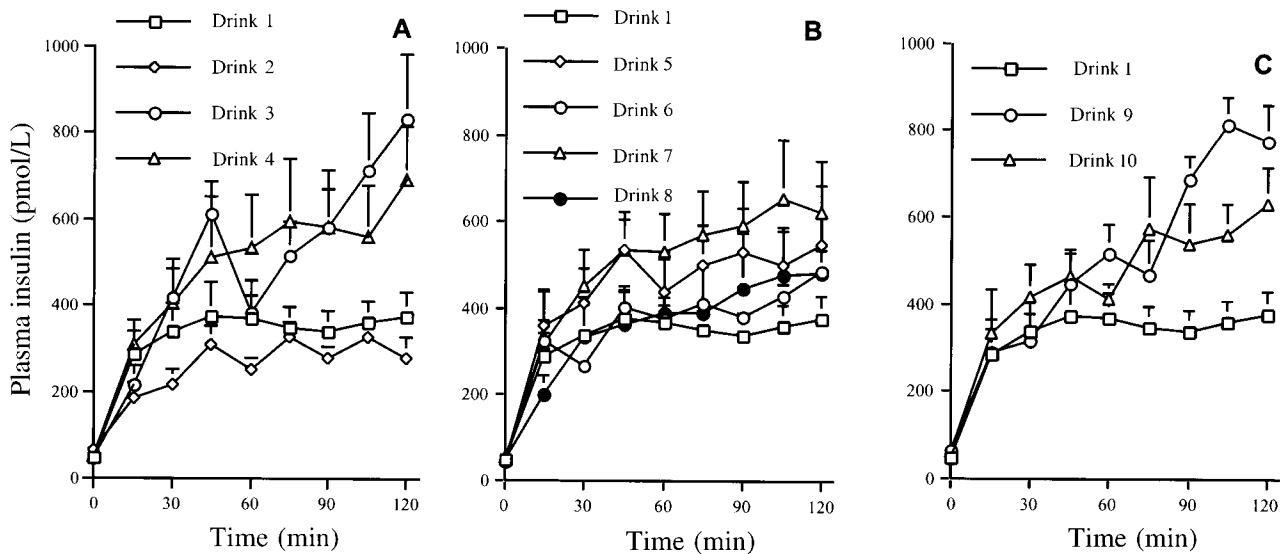 Drink 1
Drink 2
Drink 3
Drink 4
A
Plasma insulin (pmol/L)
1000
800
600
400
200
0
0
30
60
90
120
Time (min)
Drink 1
Drink 5
Drink 6
Drink 7
Drink 8
B
1000
800
600
400
200
0
0
30
60
90
120
Time (min)
Drink 1
Drink 9
Drink 10
C
1000
800
600
400
200
0
0
30
60
90
120
Time (min)